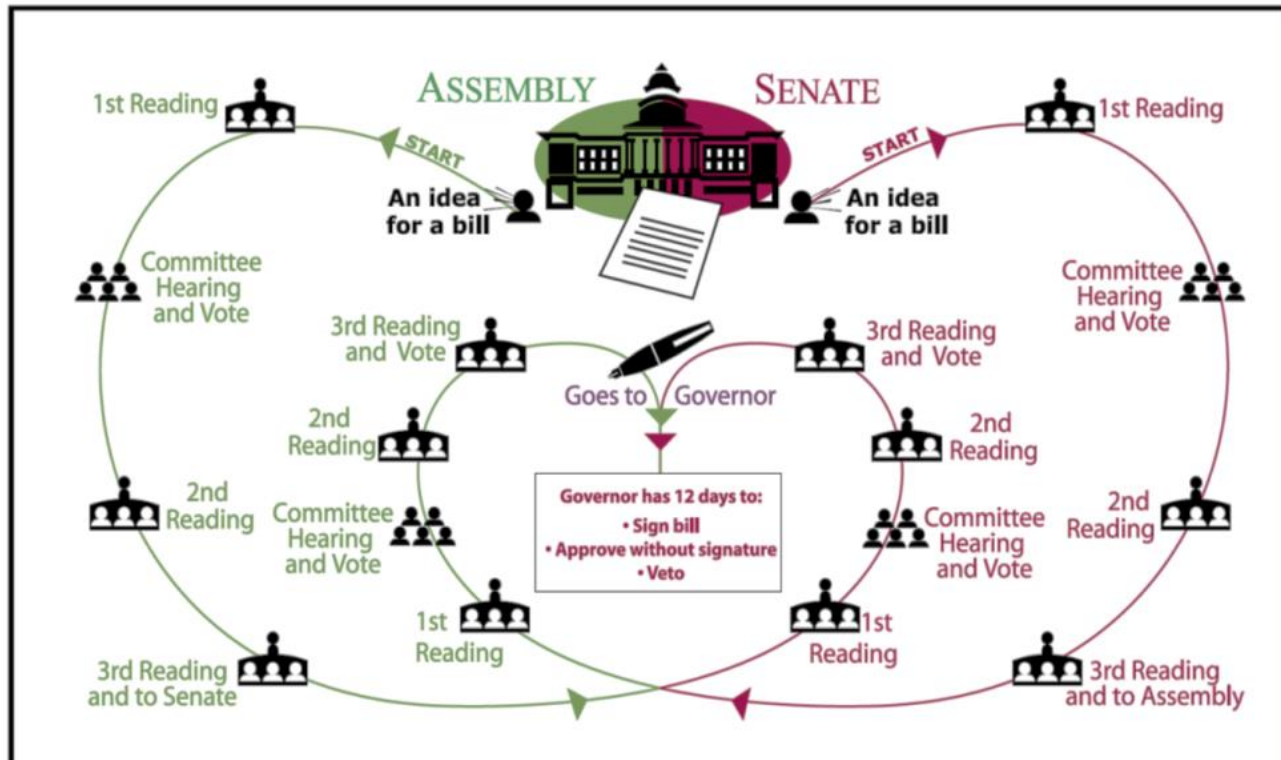 ASSEMBLY
SENATE
START
An idea
for a bill
START
An idea
for a bill
1st Reading
Committee
Hearing
and Vote
2nd
Reading
3rd Reading
and to Senate
1st
Reading
Committee
Hearing
and Vote
2nd
Reading
3rd Reading
and Vote
1st Reading
Committee
Hearing
and Vote
2nd
Reading
3rd Reading
and to Assembly
1st
Reading
Committee
Hearing
and Vote
2nd
Reading
3rd Reading
and Vote
Goes to Governor
Governor has 12 days to:
• Sign bill
• Approve without signature
• Veto